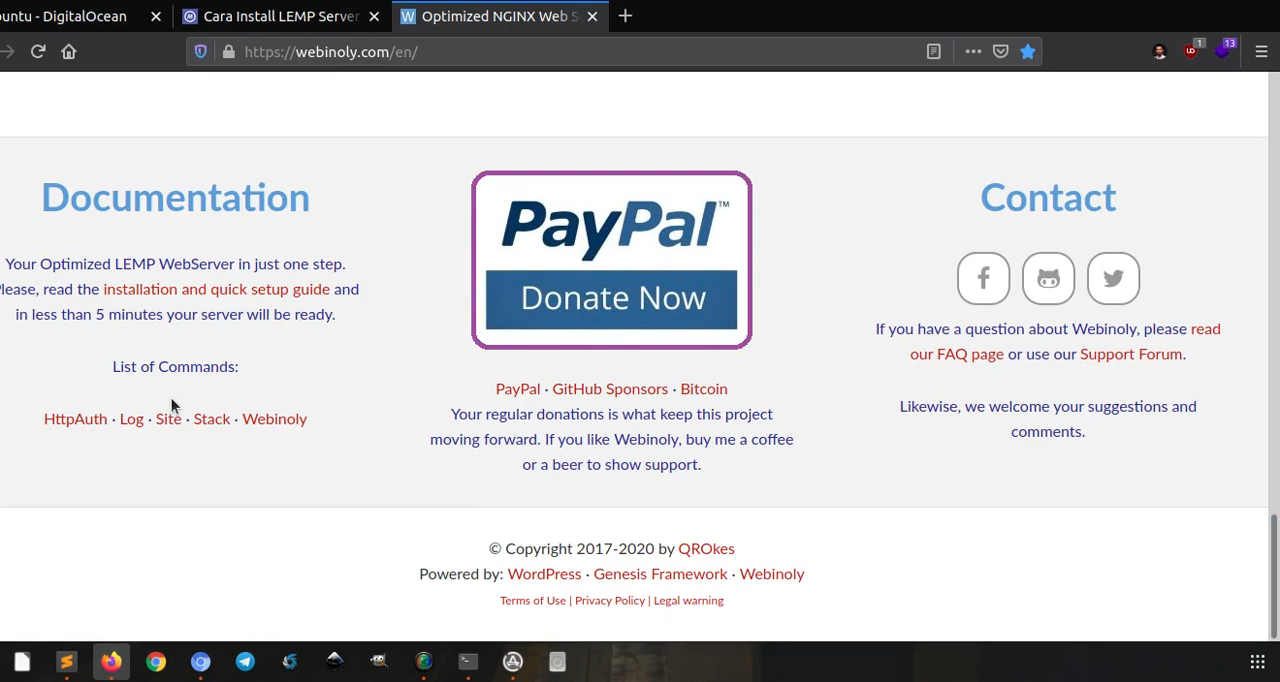 buntu - DigitalOcean
Cara Install LEMP Server
Optimized NGINX Web S
https://webinoly.com/en/
1
13
Documentation
Your Optimized LEMP WebServer in just one step.
Please, read the installation and quick setup guide and
in less than 5 minutes your server will be ready.
List of Commands:
HttpAuth · Log · Site · Stack · Webinoly
PayPal™
Donate Now
PayPal · GitHub Sponsors · Bitcoin
Your regular donations is what keep this project
moving forward. If you like Webinoly, buy me a coffee
or a beer to show support.
Contact
If you have a question about Webinoly, please read
our FAQ page or use our Support Forum.
Likewise, we welcome your suggestions and
comments.
© Copyright 2017-2020 by QROkes
Powered by: WordPress · Genesis Framework · Webinoly
Terms of Use | Privacy Policy | Legal warning